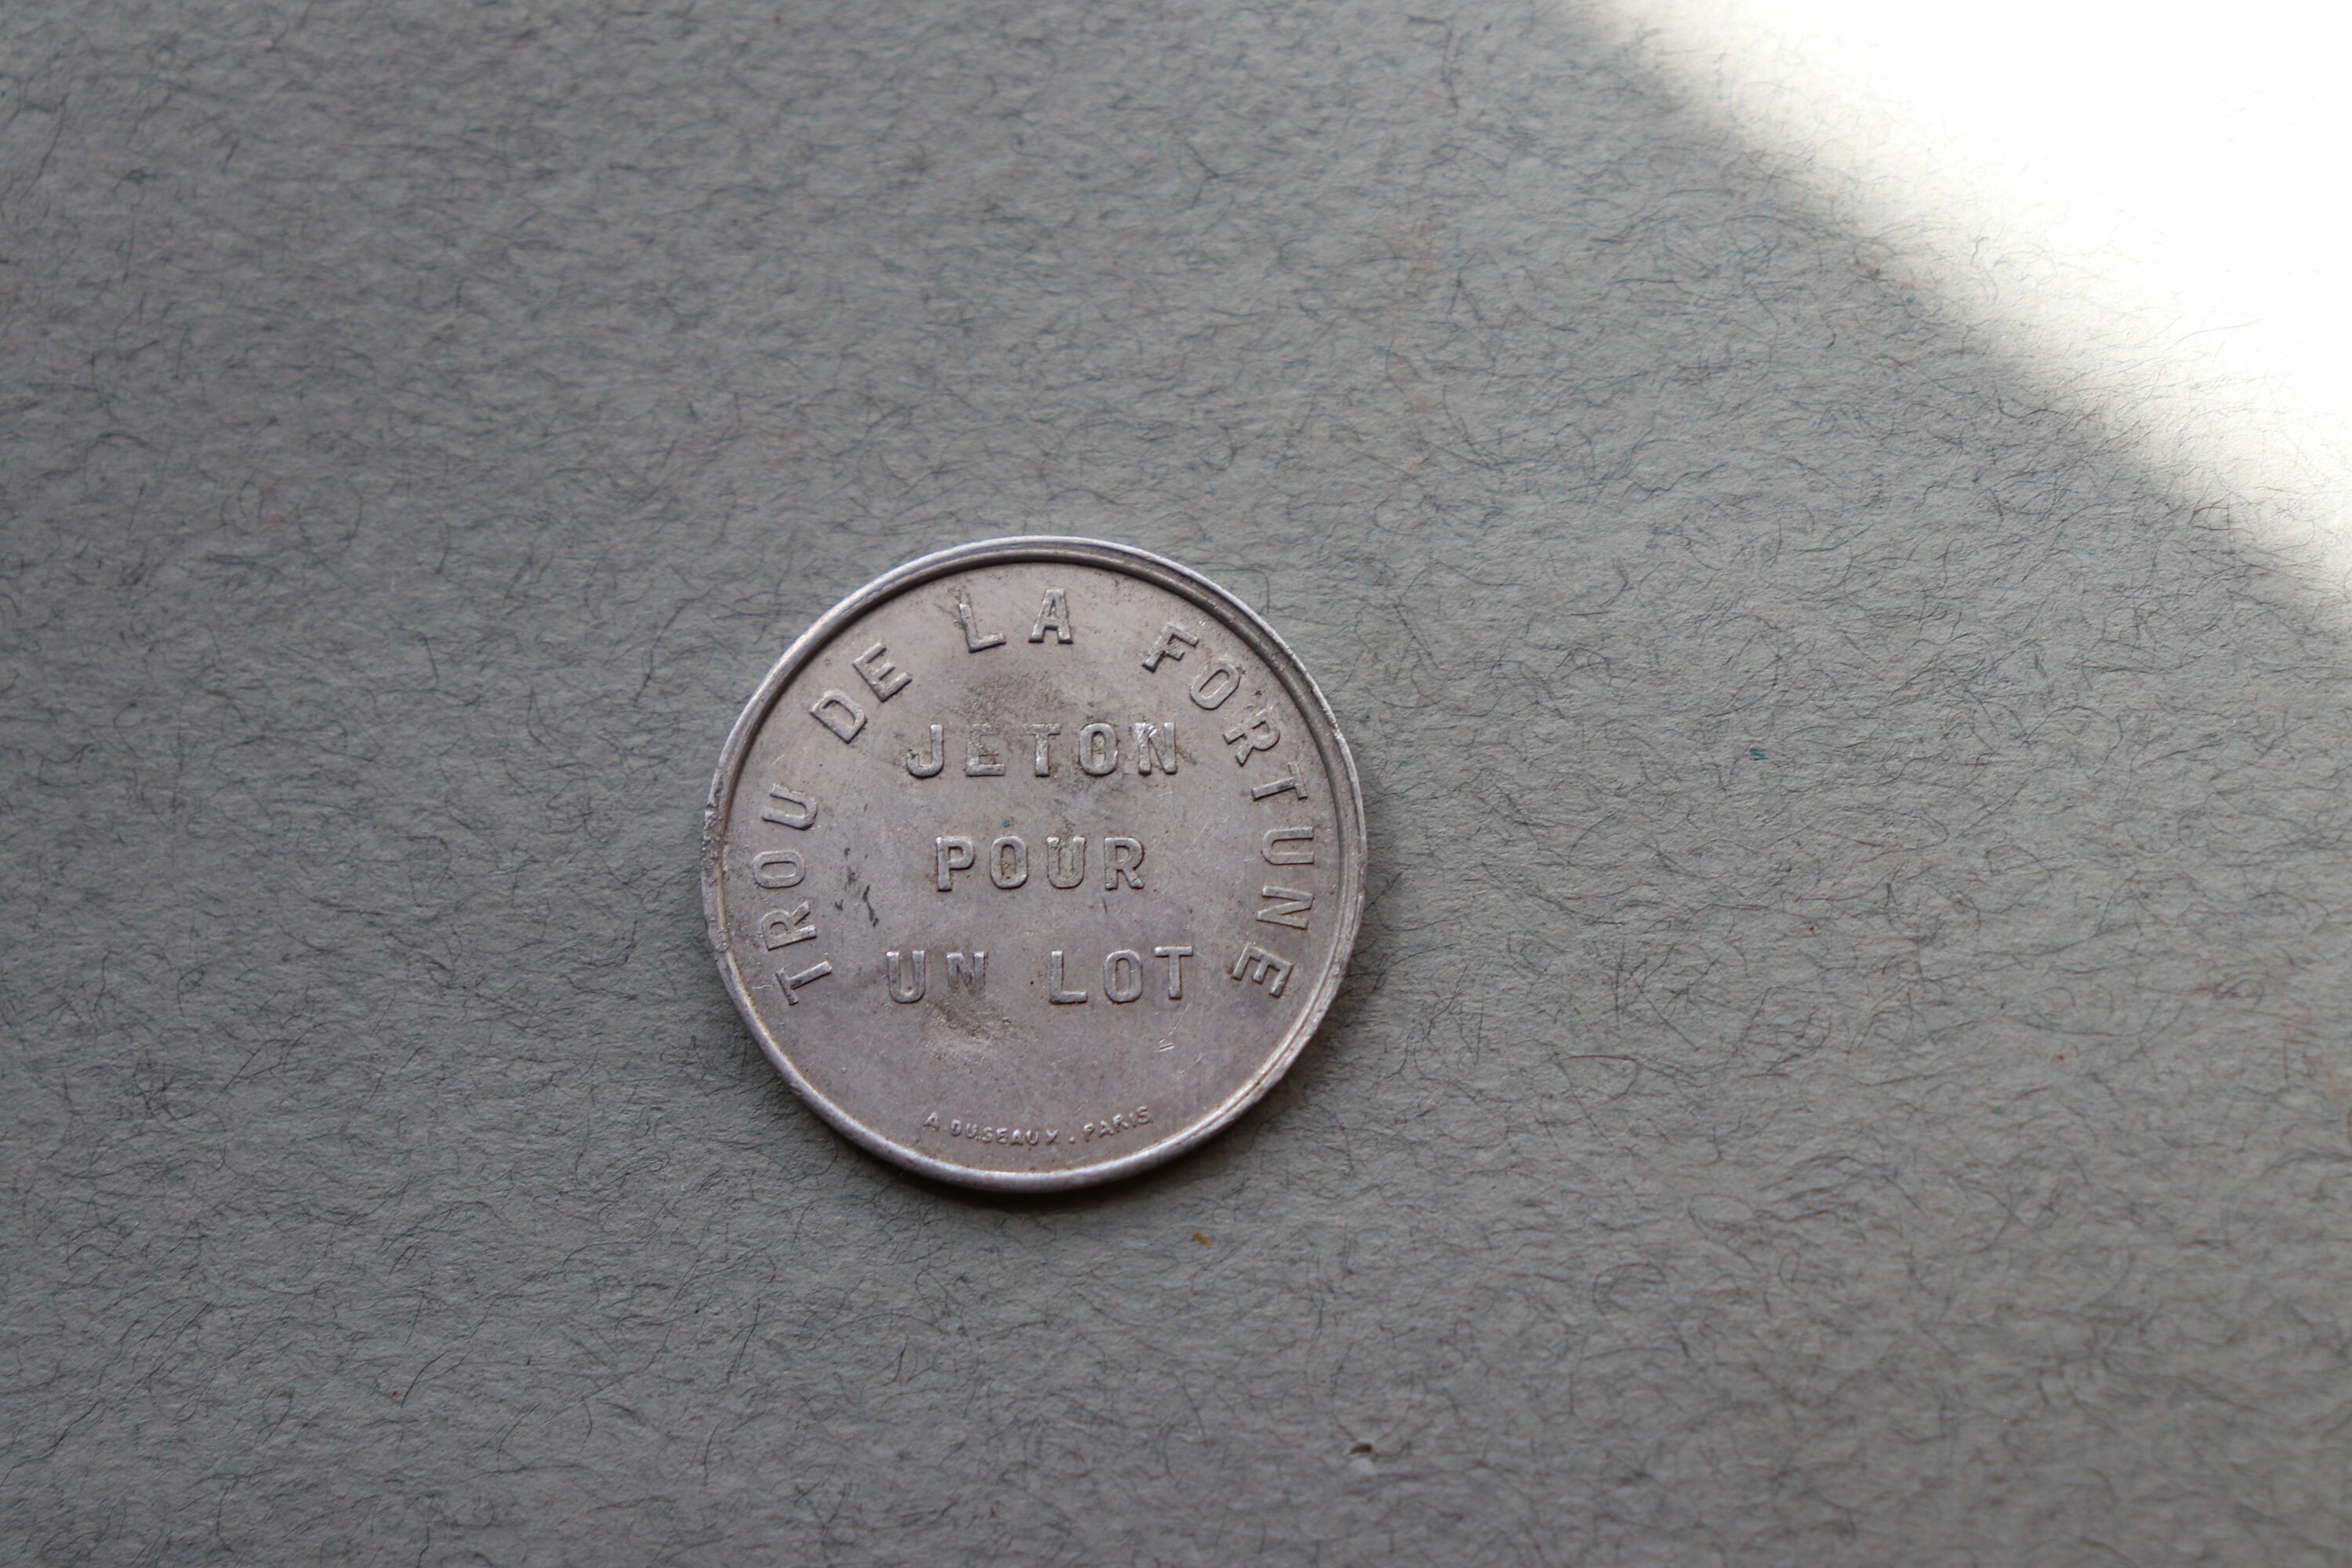 TROU DE LA FORTUNE
JETON
POUR
UN LOT
A DUSEAUX . PARIS